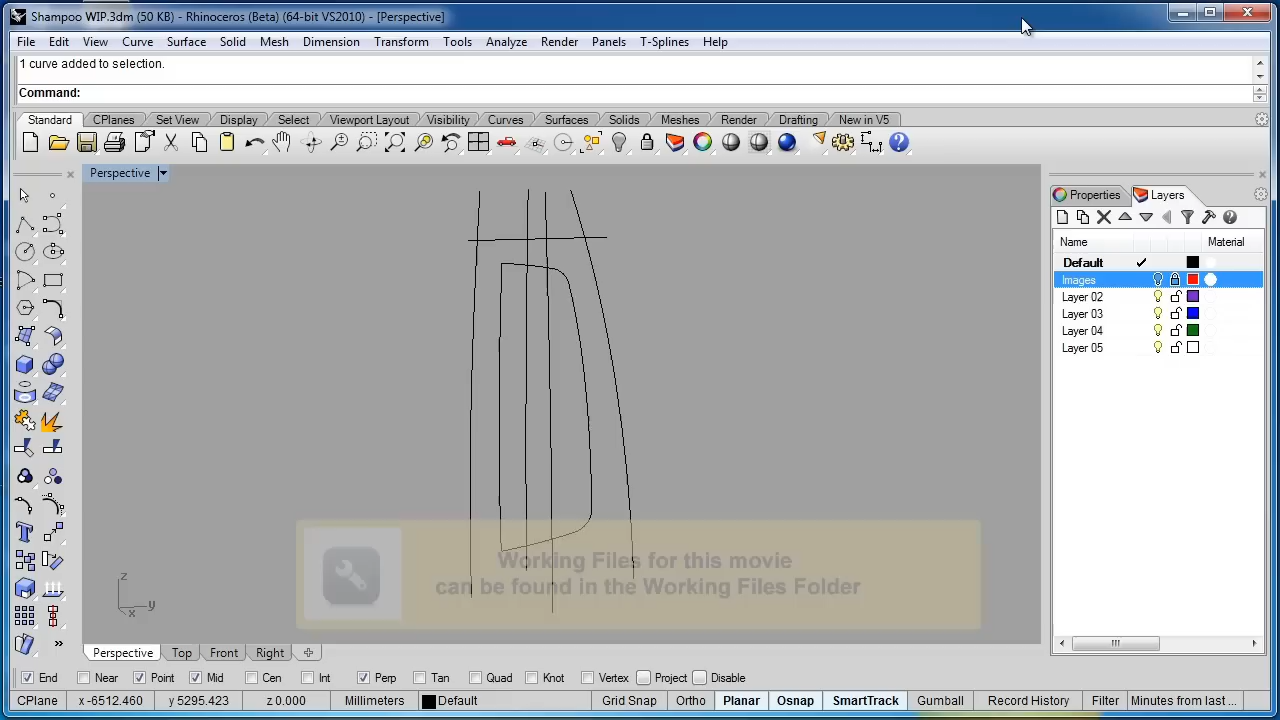 Shampoo WIP.3dm (50 KB) - Rhinoceros (Beta) (64-bit VS2010) - [Perspective]
File Edit View Curve Surface Solid Mesh Dimension Transform Tools Analyze Render Panels T-Splines Help
1 curve added to selection.
Command:
Standard CPlanes Set View Display Select Viewport Layout Visibility Curves Surfaces Solids Meshes Render Drafting New in V5
Perspective
Properties Layers
Name Material
Default
Images
Layer 02
Layer 03
Layer 04
Layer 05
Working Files for this movie
can be found in the Working Files Folder
z
y
x
Perspective Top Front Right
End Near Point Mid Cen Int Perp Tan Quad Knot Vertex Project Disable
CPlane x -6512.460 y 5295.423 z 0.000 Millimeters Default Grid Snap Ortho Planar Osnap SmartTrack Gumball Record History Filter Minutes from last ...